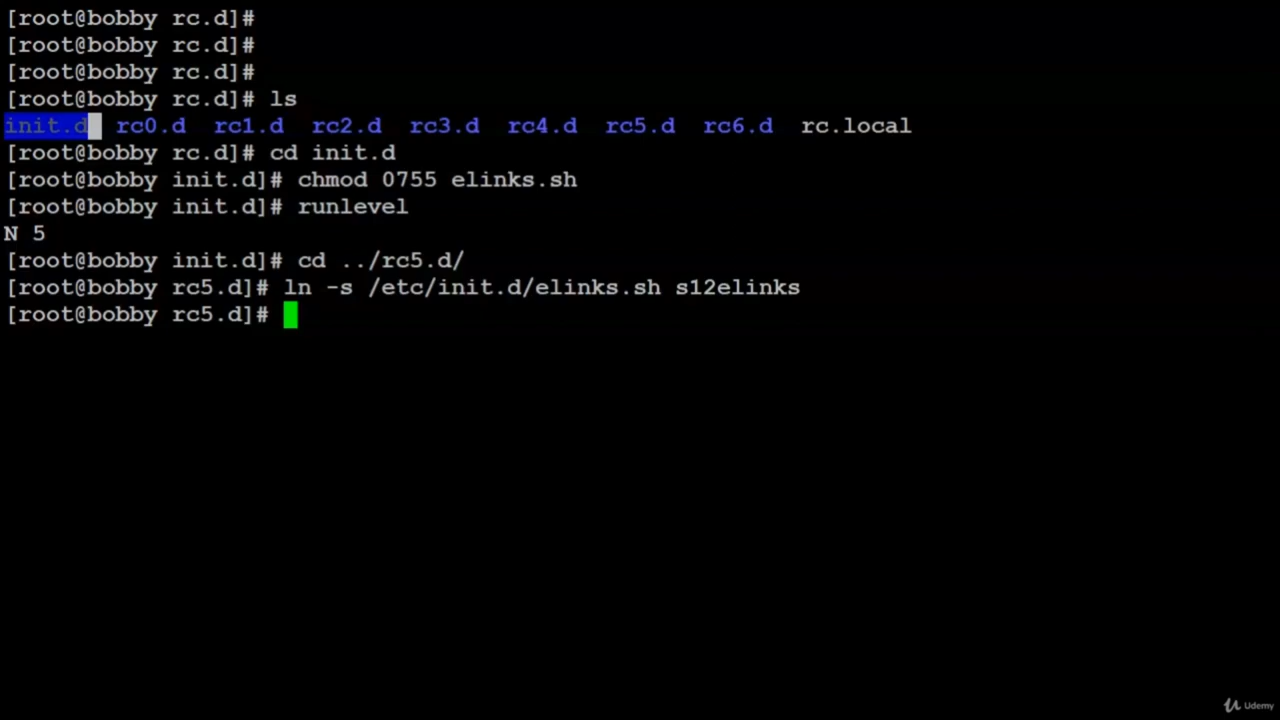 [root@bobby rc.d]#
[root@bobby rc.d]#
[root@bobby rc.d]#
[root@bobby rc.d]# ls
init.d rc0.d rc1.d rc2.d rc3.d rc4.d rc5.d rc6.d rc.local
[root@bobby rc.d]# cd init.d
[root@bobby init.d]# chmod 0755 elinks.sh
[root@bobby init.d]# runlevel
N 5
[root@bobby init.d]# cd ../rc5.d/
[root@bobby rc5.d]# ln -s /etc/init.d/elinks.sh s12elinks
[root@bobby rc5.d]#
Udemy